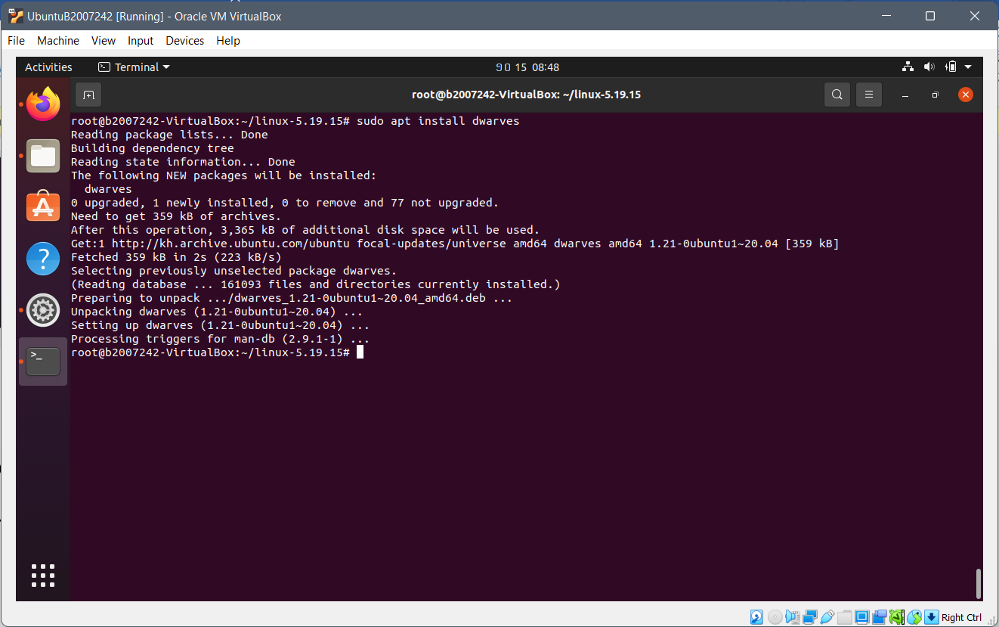 UbuntuB2007242 [Running] - Oracle VM VirtualBox
File Machine View Input Devices Help
Activities Terminal 15 08:48
root@b2007242-VirtualBox: ~/linux-5.19.15
root@b2007242-VirtualBox:~/linux-5.19.15# sudo apt install dwarves
Reading package lists... Done
Building dependency tree
Reading state information... Done
The following NEW packages will be installed:
dwarves
0 upgraded, 1 newly installed, 0 to remove and 77 not upgraded.
Need to get 359 kB of archives.
After this operation, 3,365 kB of additional disk space will be used.
Get:1 http://kh.archive.ubuntu.com/ubuntu focal-updates/universe amd64 dwarves amd64 1.21-0ubuntu1~20.04 [359 kB]
Fetched 359 kB in 2s (223 kB/s)
Selecting previously unselected package dwarves.
(Reading database ... 161093 files and directories currently installed.)
Preparing to unpack .../dwarves_1.21-0ubuntu1~20.04_amd64.deb ...
Unpacking dwarves (1.21-0ubuntu1~20.04) ...
Setting up dwarves (1.21-0ubuntu1~20.04) ...
Processing triggers for man-db (2.9.1-1) ...
root@b2007242-VirtualBox:~/linux-5.19.15#
Right Ctrl